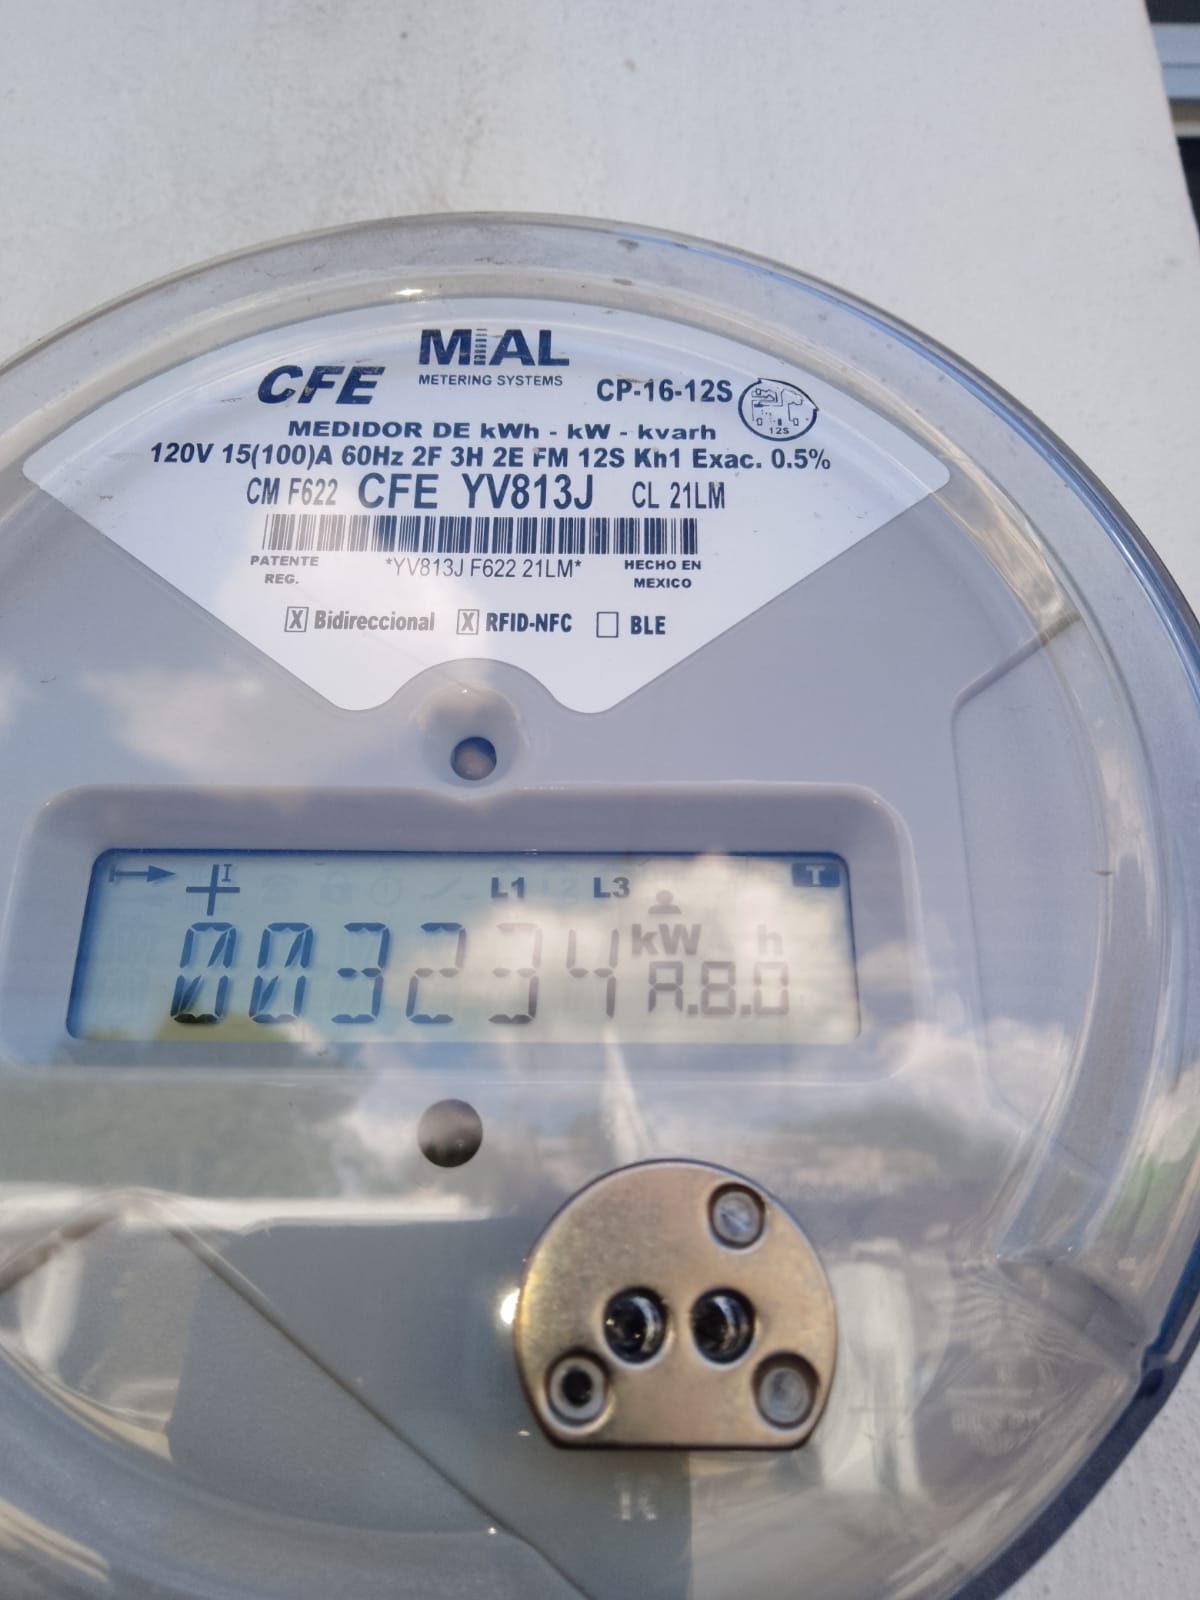 MIAL
METERING SYSTEMS
CFE
CP-16-12S
12S
MEDIDOR DE kWh - kW - kvarh
120V 15(100)A 60Hz 2F 3H 2E FM 12S Kh1 Exac. 0.5%
CM F622 CFE YV813J CL 21LM
PATENTE REG.
*YV813J F622 21LM*
HECHO EN MEXICO
X Bidireccional X RFID-NFC BLE
L1 L3 T
003234 kW h
A.8.0